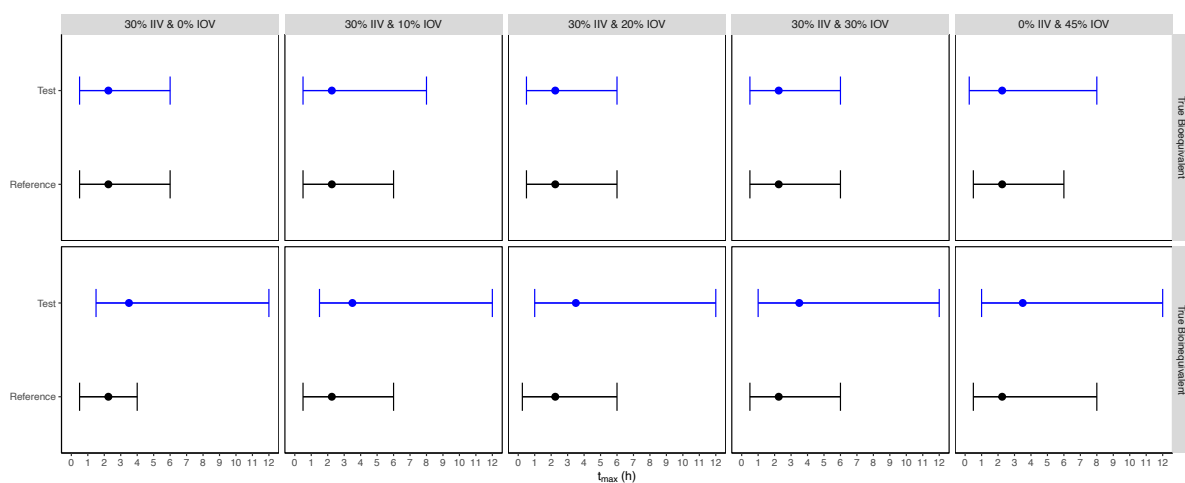 30% IIV & 0% IOV
30% IIV & 10% IOV
30% IIV & 20% IOV
30% IIV & 30% IOV
0% IIV & 45% IOV
Test
Reference
True Bioequivalent
Test
Reference
True Bioinequivalent
0 1 2 3 4 5 6 7 8 9 10 11 12
0 1 2 3 4 5 6 7 8 9 10 11 12
0 1 2 3 4 5 6 7 8 9 10 11 12
0 1 2 3 4 5 6 7 8 9 10 11 12
0 1 2 3 4 5 6 7 8 9 10 11 12
tmax (h)